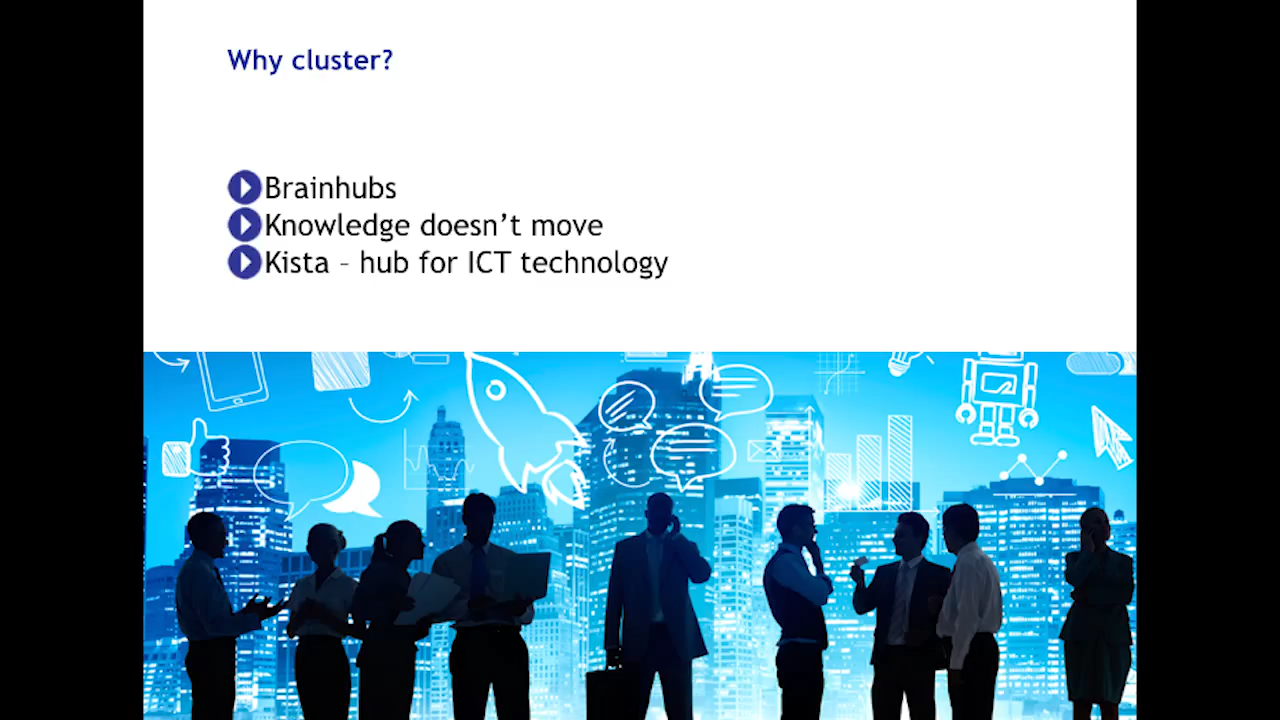 Why cluster?
Brainhubs
Knowledge doesn’t move
Kista – hub for ICT technology